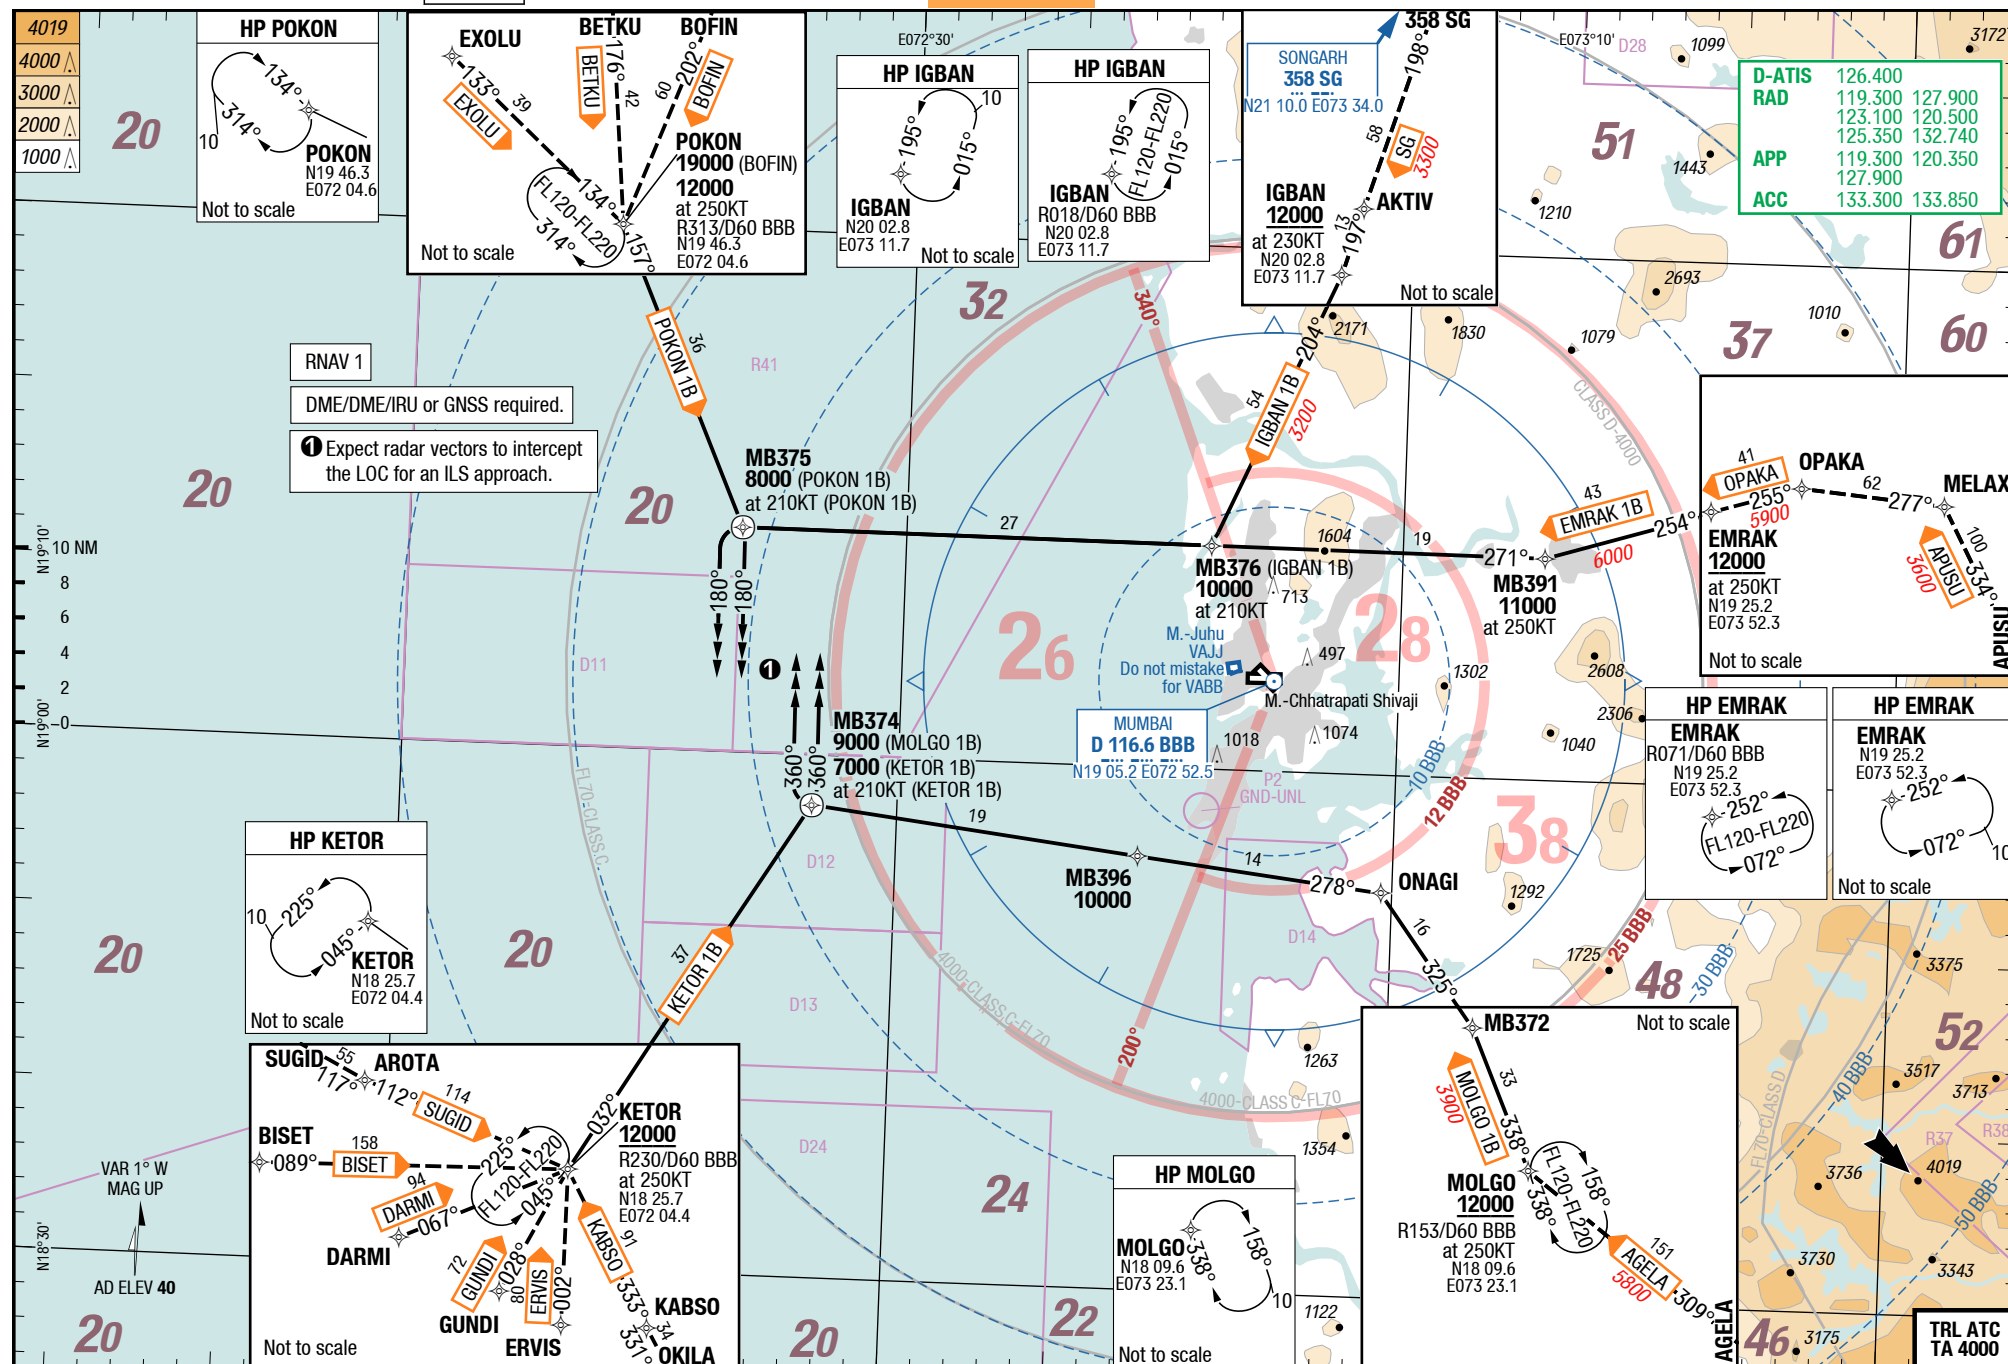 4019
4000
3000
2000
1000
HP POKON
134°
314°
10
POKON
N19 46.3
E072 04.6
Not to scale
EXOLU
BETKU
BOFIN
133°
39
EXOLU
176°
42
BETKU
202°
60
BOFIN
134°
FL120-FL220
314°
157°
POKON
19000 (BOFIN)
12000
at 250KT
R313/D60 BBB
N19 46.3
E072 04.6
Not to scale
E072°30'
HP IGBAN
195°
015°
10
IGBAN
N20 02.8
E073 11.7
Not to scale
HP IGBAN
195°
FL120-FL220
015°
IGBAN
R018/D60 BBB
N20 02.8
E073 11.7
358 SG
SONGARH
358 SG
N21 10.0 E073 34.0
198°
58
SG
3300
AKTIV
13
197°
IGBAN
12000
at 230KT
N20 02.8
E073 11.7
Not to scale
E073°10'
D28
1099
3172
D-ATIS 126.400
RAD 119.300 127.900
123.100 120.500
125.350 132.740
APP 119.300 120.350
127.900
ACC 133.300 133.850
20
51
1443
1210
61
2693
32
340°
2171
1830
1079
1010
37
60
RNAV 1
DME/DME/IRU or GNSS required.
1 Expect radar vectors to intercept
the LOC for an ILS approach.
POKON 1B
36
R41
204°
IGBAN 1B
54
3200
CLASS D-4000
MB375
8000 (POKON 1B)
at 210KT (POKON 1B)
20
20
27
1604
19
271°
MB376 (IGBAN 1B)
10000
at 210KT
MB391
11000
at 250KT
43
EMRAK 1B
254°
6000
41
OPAKA
255°
5900
OPAKA
62
277°
MELAX
100
APUSU
3600
334°
APUSU
EMRAK
12000
at 250KT
N19 25.2
E073 52.3
Not to scale
N19°10'
10 NM
8
6
4
2
0
N19°00'
180°
180°
D11
1
360°
360°
26
28
713
M.-Juhu
VAJJ
Do not mistake
for VABB
497
1302
2608
2306
M.-Chhatrapati Shivaji
MUMBAI
D 116.6 BBB
N19 05.2 E072 52.5
1018
1074
1040
P2
GND-UNL
10 BBB
12 BBB
38
MB374
9000 (MOLGO 1B)
7000 (KETOR 1B)
at 210KT (KETOR 1B)
19
D12
FL70-CLASS C
HP EMRAK
EMRAK
R071/D60 BBB
N19 25.2
E073 52.3
252°
FL120-FL220
072°
HP EMRAK
EMRAK
N19 25.2
E073 52.3
252°
072°
10
Not to scale
HP KETOR
225°
10
045°
KETOR
N18 25.7
E072 04.4
Not to scale
20
20
37
KETOR 1B
MB396
10000
14
278°
ONAGI
16
325°
D14
1292
1725
25 BBB
48
30 BBB
3375
D13
4000-CLASS C-FL70
200°
1263
4000-CLASS C-FL70
1354
52
3517
3713
40 BBB
FL70-CLASS D
R37
R38
3736
4019
50 BBB
3730
3343
46
3175
SUGID
55
117°
AROTA
112°
114
SUGID
BISET
089°
158
BISET
94
DARMI
067°
DARMI
225°
FL120-FL220
045°
032°
KETOR
12000
R230/D60 BBB
at 250KT
N18 25.7
E072 04.4
72
GUNDI
028°
GUNDI
80
ERVIS
002°
ERVIS
KABSO
91
333°
KABSO
34
331°
OKILA
Not to scale
VAR 1° W
MAG UP
AD ELEV 40
N18°30'
20
D24
24
20
22
HP MOLGO
MOLGO
N18 09.6
E073 23.1
158°
338°
10
Not to scale
1122
Not to scale
MB372
33
MOLGO 1B
3900
338°
MOLGO
12000
R153/D60 BBB
at 250KT
N18 09.6
E073 23.1
158°
FL120-FL220
338°
151
AGELA
5800
309°
AGELA
TRL ATC
TA 4000